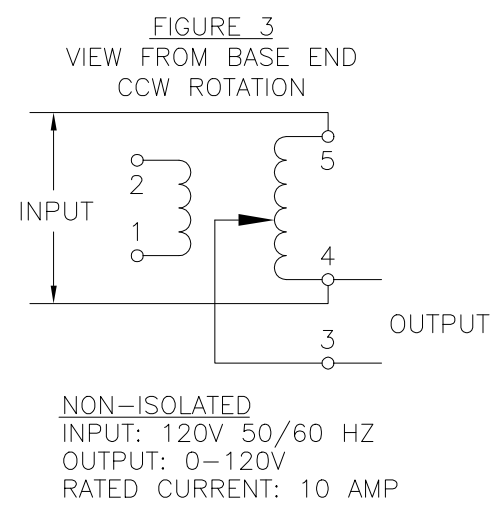 FIGURE 3
VIEW FROM BASE END
CCW ROTATION
5
2
INPUT
1
4
OUTPUT
3
NON-ISOLATED
INPUT: 120V 50/60 HZ
OUTPUT: 0-120V
RATED CURRENT: 10 AMP